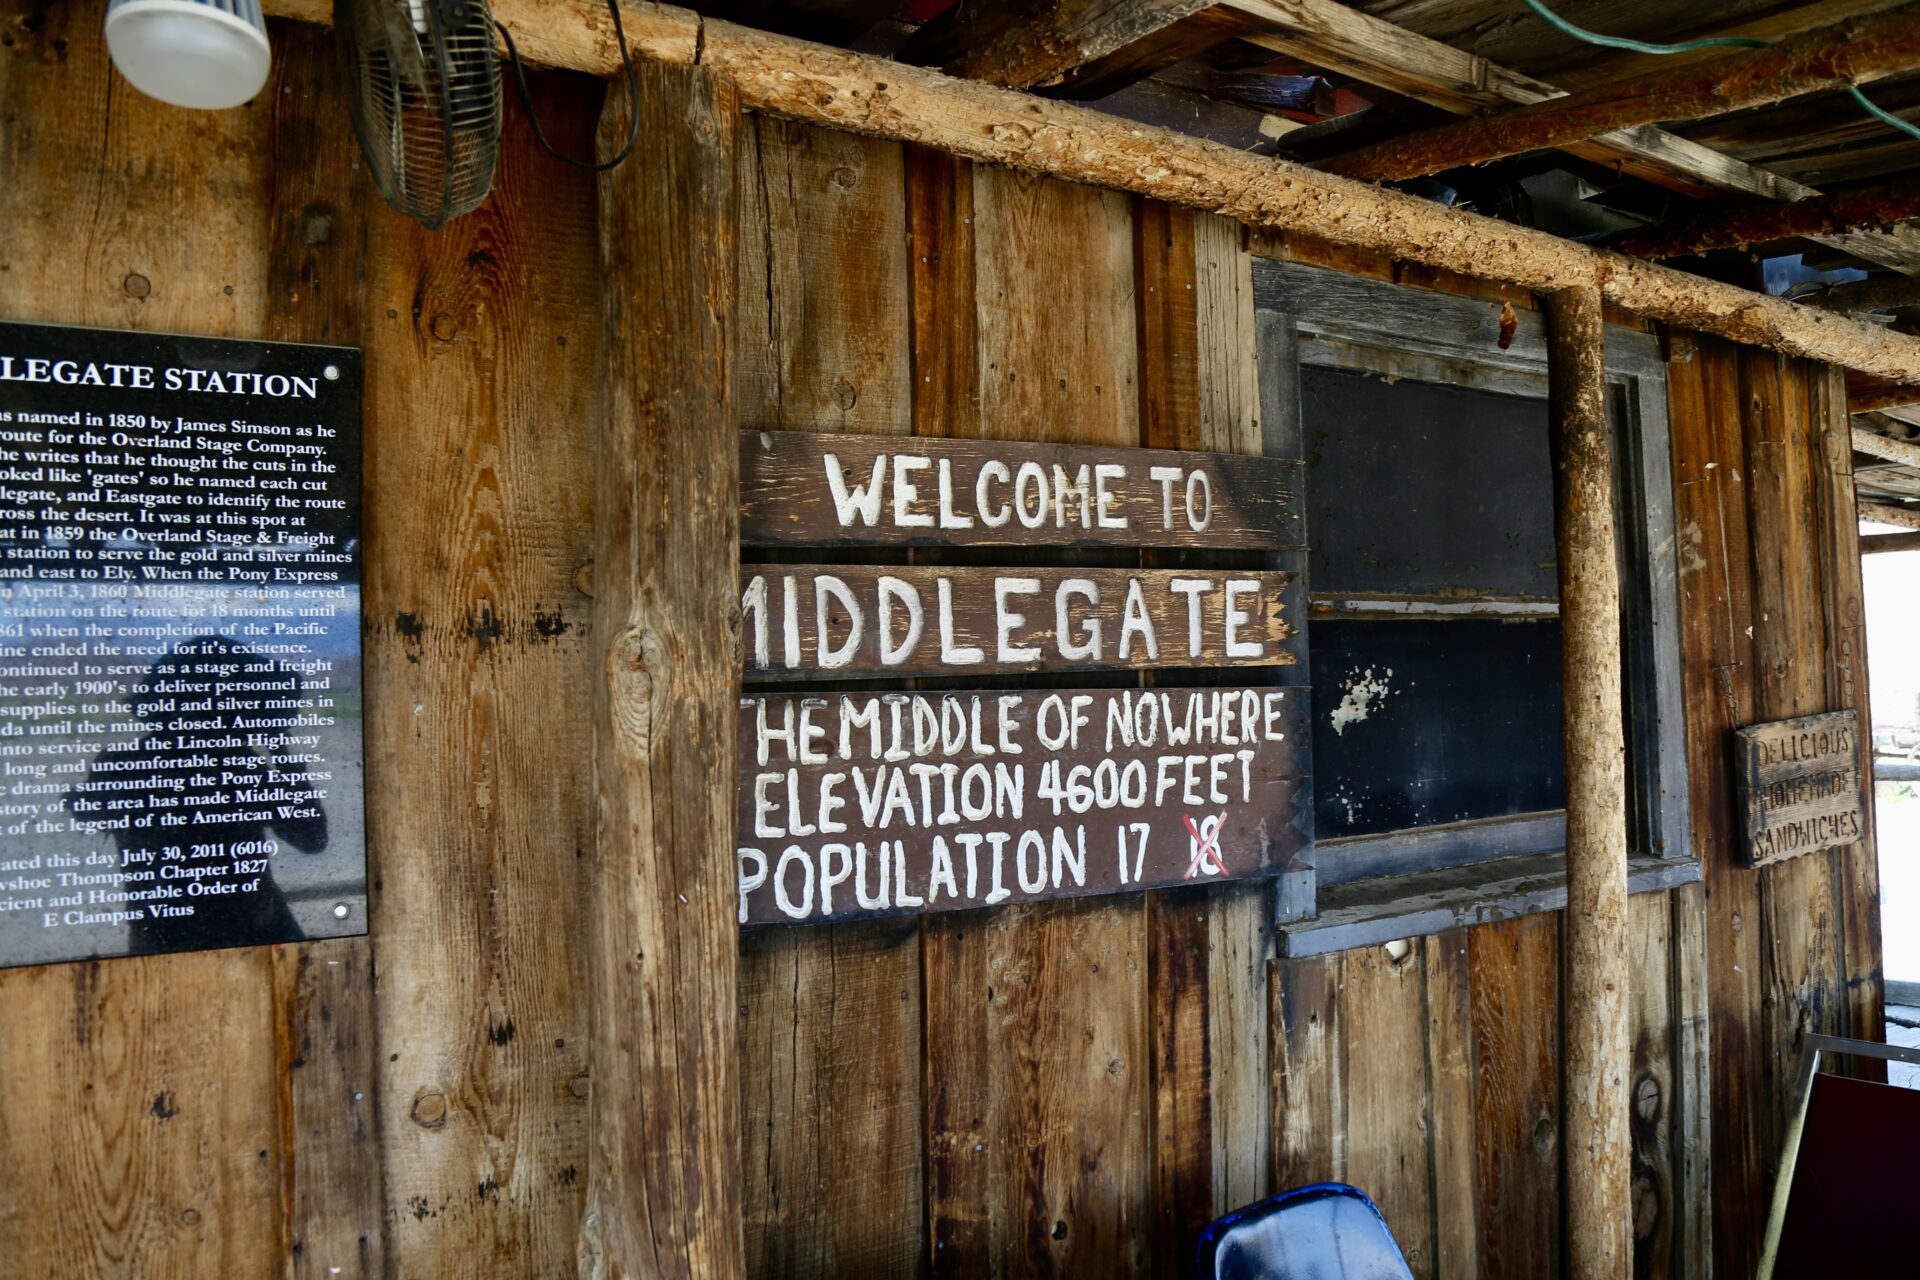 LEGATE STATION
as named in 1850 by James Simson as he
route for the Overland Stage Company.
he writes that he thought the cuts in the
oked like 'gates' so he named each cut
legate, and Eastgate to identify the route
ross the desert. It was at this spot at
at in 1859 the Overland Stage & Freight
station to serve the gold and silver mines
and east to Ely. When the Pony Express
n April 3, 1860 Middlegate station served
station on the route for 18 months until
861 when the completion of the Pacific
ine ended the need for it's existence.
ontinued to serve as a stage and freight
he early 1900's to deliver personnel and
supplies to the gold and silver mines in
da until the mines closed. Automobiles
into service and the Lincoln Highway
long and uncomfortable stage routes.
c drama surrounding the Pony Express
story of the area has made Middlegate
t of the legend of the American West.
ated this day July 30, 2011 (6016)
wshoe Thompson Chapter 1827
cient and Honorable Order of
E Clampus Vitus
WELCOME TO
MIDDLEGATE
THE MIDDLE OF NOWHERE
ELEVATION 4600 FEET
POPULATION 17 18
DELICIOUS
HOMEMADE
SANDWICHES